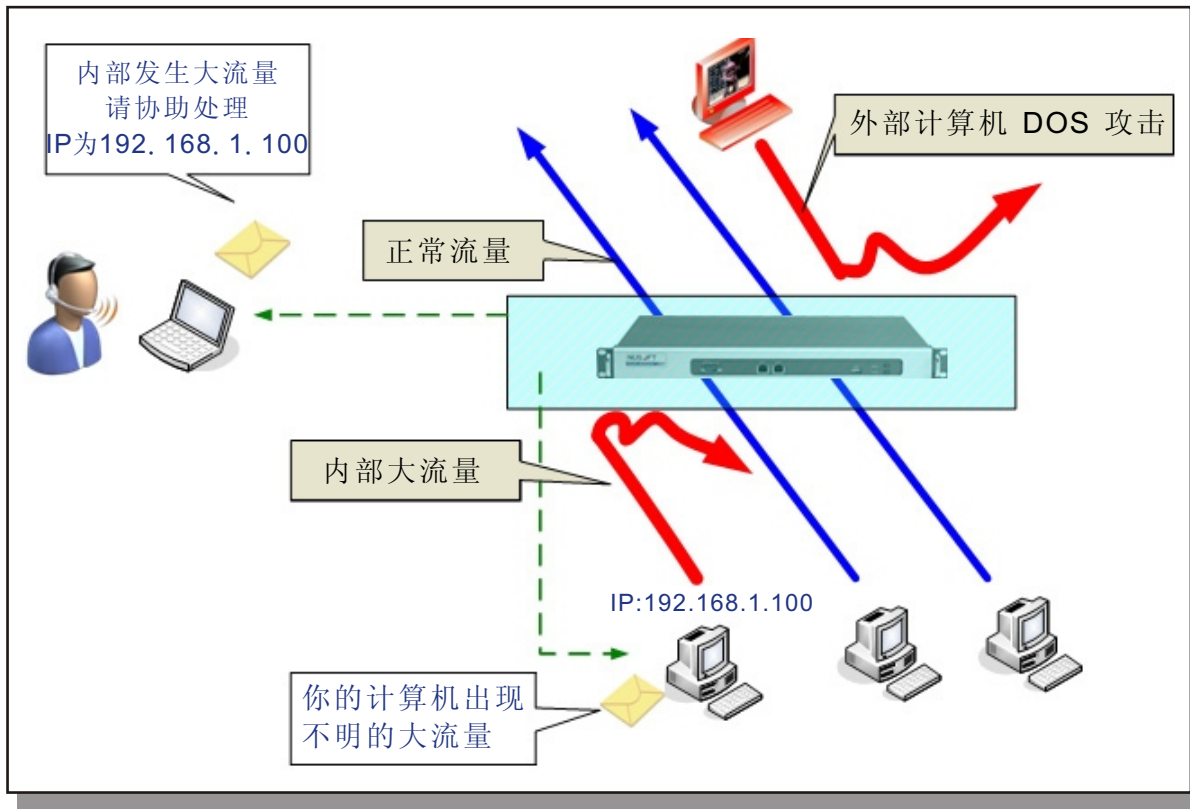 内部发生大流量
请协助处理
IP为192. 168. 1. 100
外部计算机 DOS 攻击
正常流量
内部大流量
IP:192.168.1.100
你的计算机出现
不明的大流量